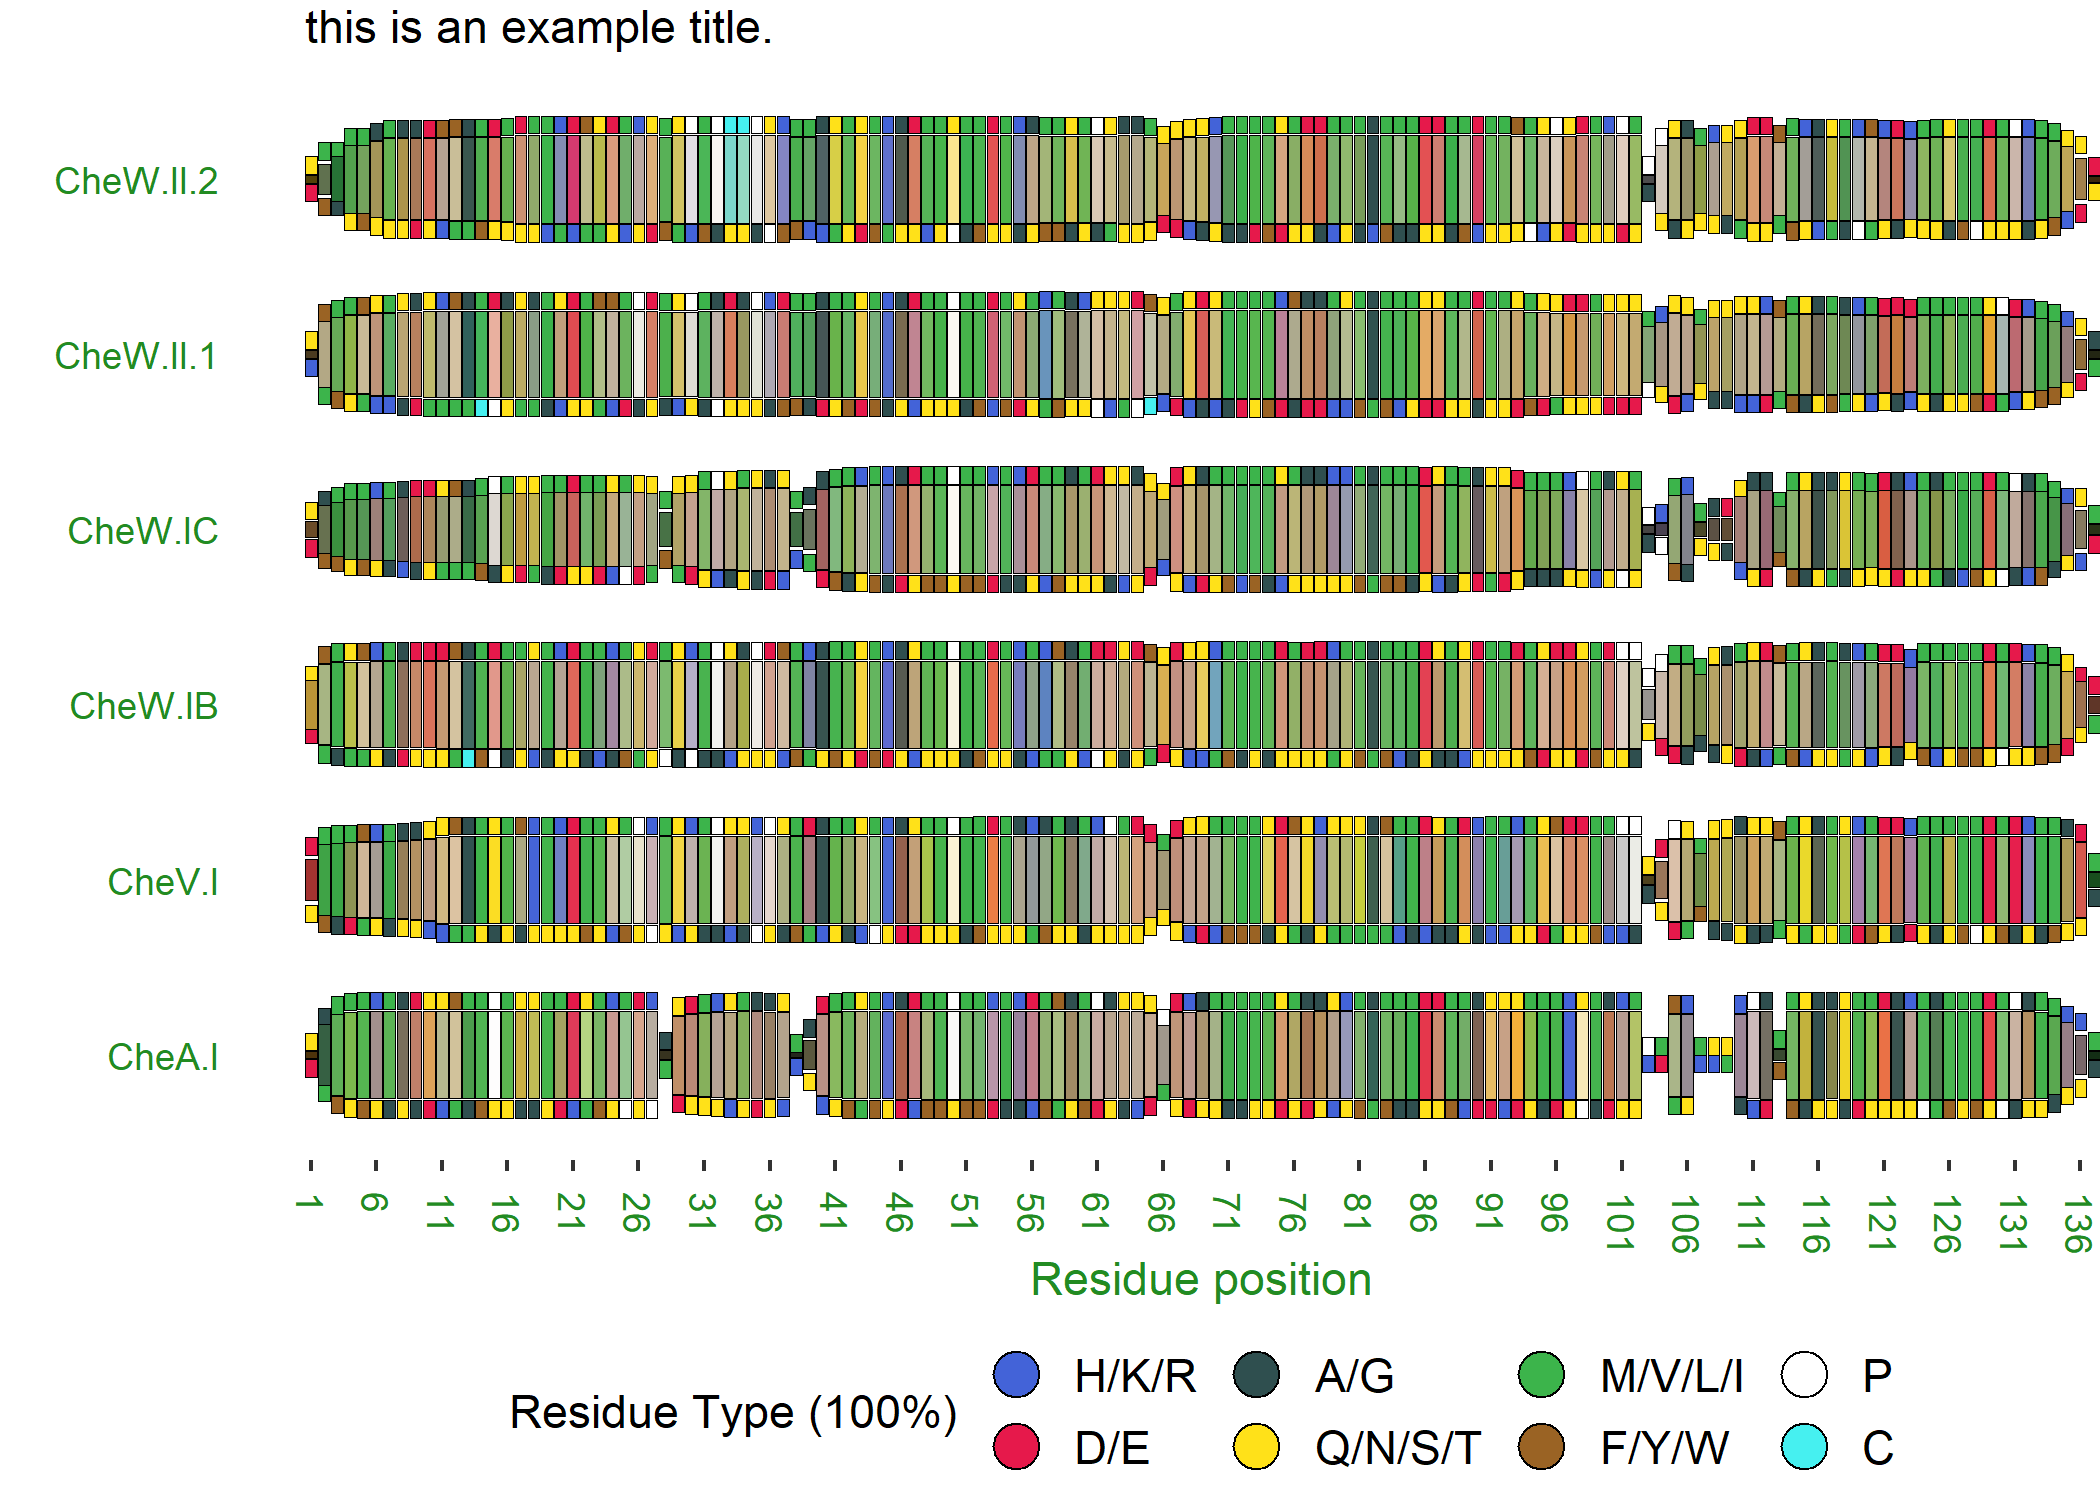 this is an example title.
CheW.II.2
CheW.II.1
CheW.IC
CheW.IB
CheV.I
CheA.I
1 6 11 16 21 26 31 36 41 46 51 56 61 66 71 76 81 86 91 96 101 106 111 116 121 126 131 136
Residue position
Residue Type (100%)
H/K/R A/G M/V/L/I P
D/E Q/N/S/T F/Y/W C